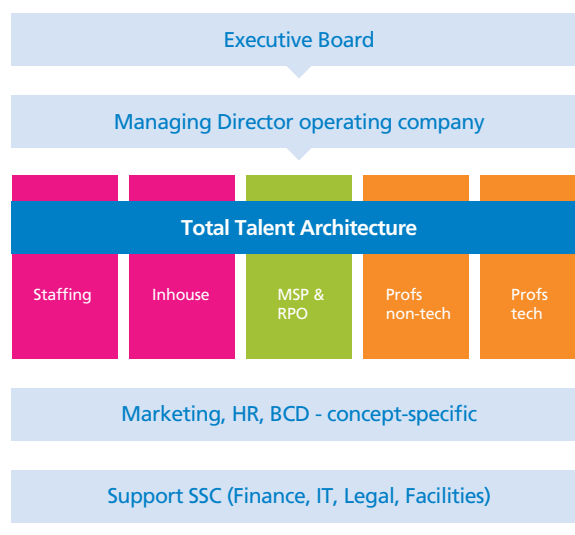 Executive Board
Managing Director operating company
Total Talent Architecture
Staffing
Inhouse
MSP &
RPO
Profs
non-tech
Profs
tech
Marketing, HR, BCD - concept-specific
Support SSC (Finance, IT, Legal, Facilities)